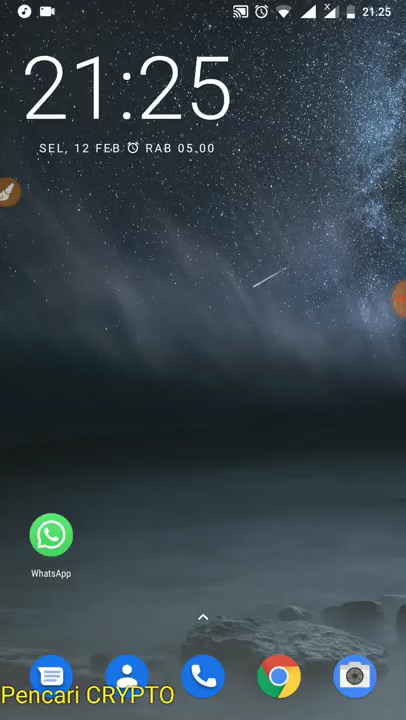 21:25
21:25
SEL, 12 FEB RAB 05.00
WhatsApp
Pencari CRYPTO